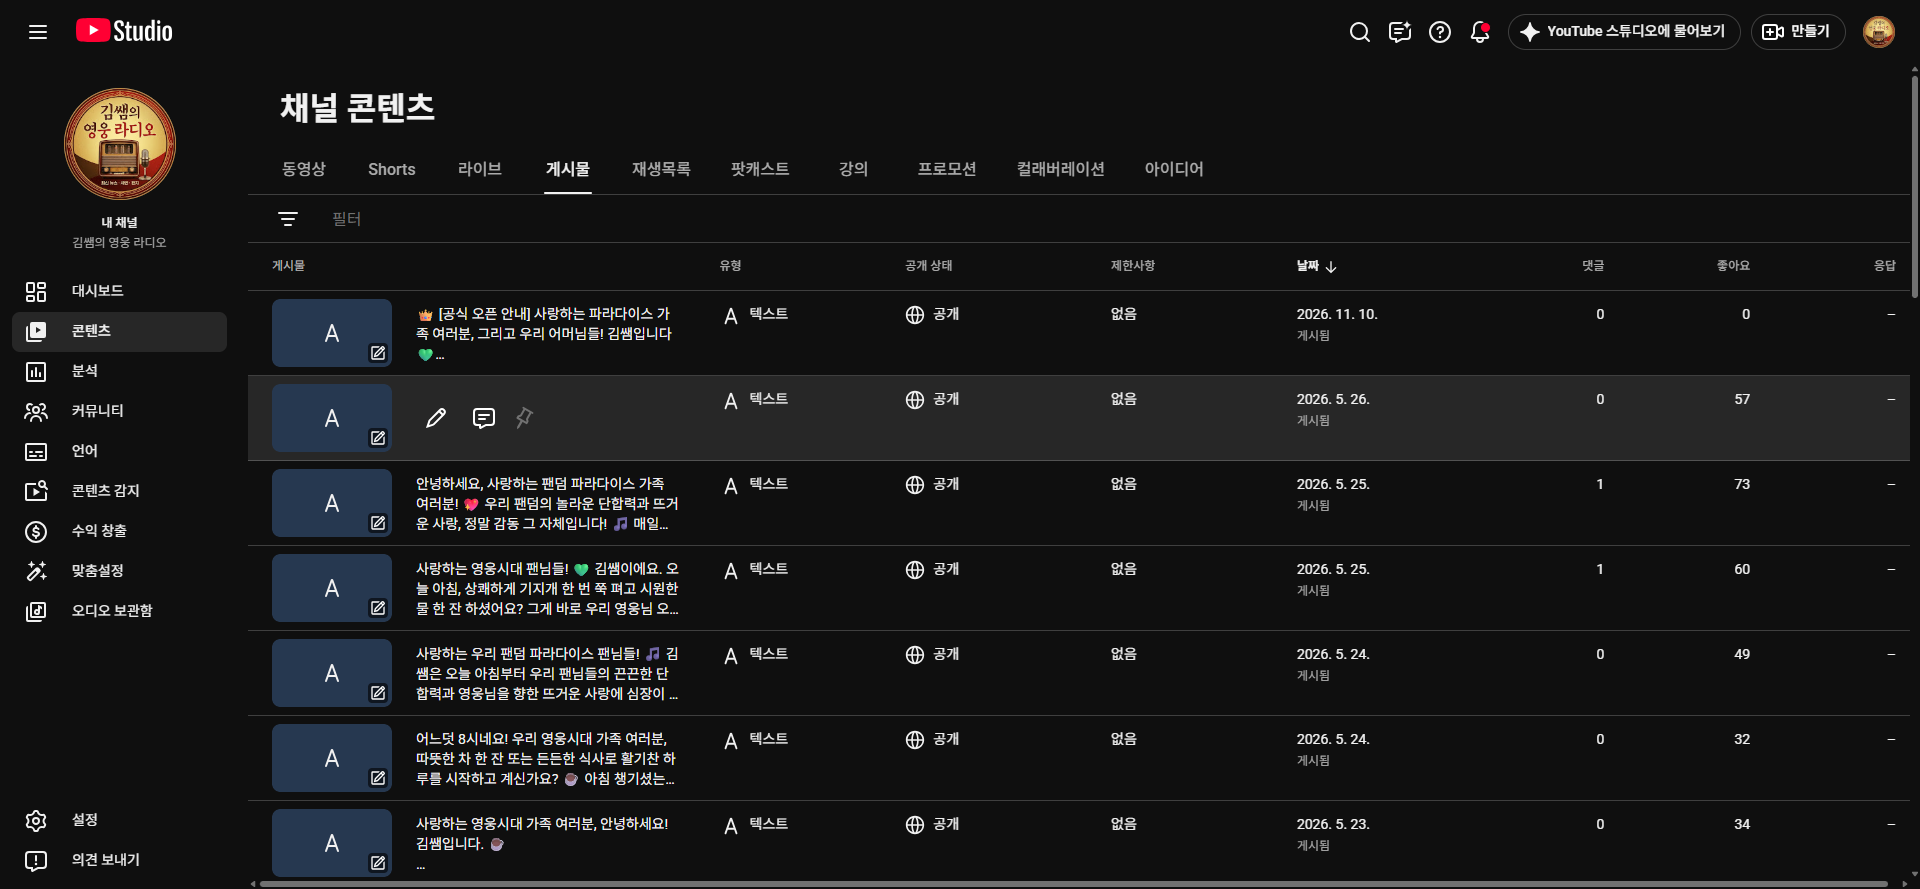 Studio
YouTube 스튜디오에 물어보기
만들기
김쌤의
영웅 라디오
내 채널
김쌤의 영웅 라디오
대시보드
콘텐츠
분석
커뮤니티
언어
콘텐츠 감지
수익 창출
맞춤설정
오디오 보관함
설정
의견 보내기
채널 콘텐츠
동영상 Shorts 라이브 게시물 재생목록 팟캐스트 강의 프로모션 컬래버레이션 아이디어
필터
게시물 유형 공개 상태 제한사항 날짜 댓글 좋아요 응답
A
👑 [공식 오픈 안내] 사랑하는 파라다이스 가
족 여러분, 그리고 우리 어머님들! 김쌤입니다
💚 ...
A 텍스트 공개 없음 2026. 11. 10. 0 0 –
게시됨
A
A 텍스트 공개 없음 2026. 5. 26. 0 57 –
게시됨
A
안녕하세요, 사랑하는 팬덤 파라다이스 가족
여러분! 💖 우리 팬덤의 놀라운 단합력과 뜨거
운 사랑, 정말 감동 그 자체입니다! 🎵 매일...
A 텍스트 공개 없음 2026. 5. 25. 1 73 –
게시됨
A
사랑하는 영웅시대 팬님들! 💚 김쌤이에요. 오
늘 아침, 상쾌하게 기지개 한 번 쭉 펴고 시원한
물 한 잔 하셨어요? 그게 바로 우리 영웅님 오...
A 텍스트 공개 없음 2026. 5. 25. 1 60 –
게시됨
A
사랑하는 우리 팬덤 파라다이스 팬님들! 🎵 김
쌤은 오늘 아침부터 우리 팬님들의 끈끈한 단
합력과 영웅님을 향한 뜨거운 사랑에 심장이 ...
A 텍스트 공개 없음 2026. 5. 24. 0 49 –
게시됨
A
어느덧 8시네요! 우리 영웅시대 가족 여러분,
따뜻한 차 한 잔 또는 든든한 식사로 활기찬 하
루를 시작하고 계신가요? ☕ 아침 챙기셨는...
A 텍스트 공개 없음 2026. 5. 24. 0 32 –
게시됨
A
사랑하는 영웅시대 가족 여러분, 안녕하세요!
김쌤입니다. ☕
...
A 텍스트 공개 없음 2026. 5. 23. 0 34 –
게시됨